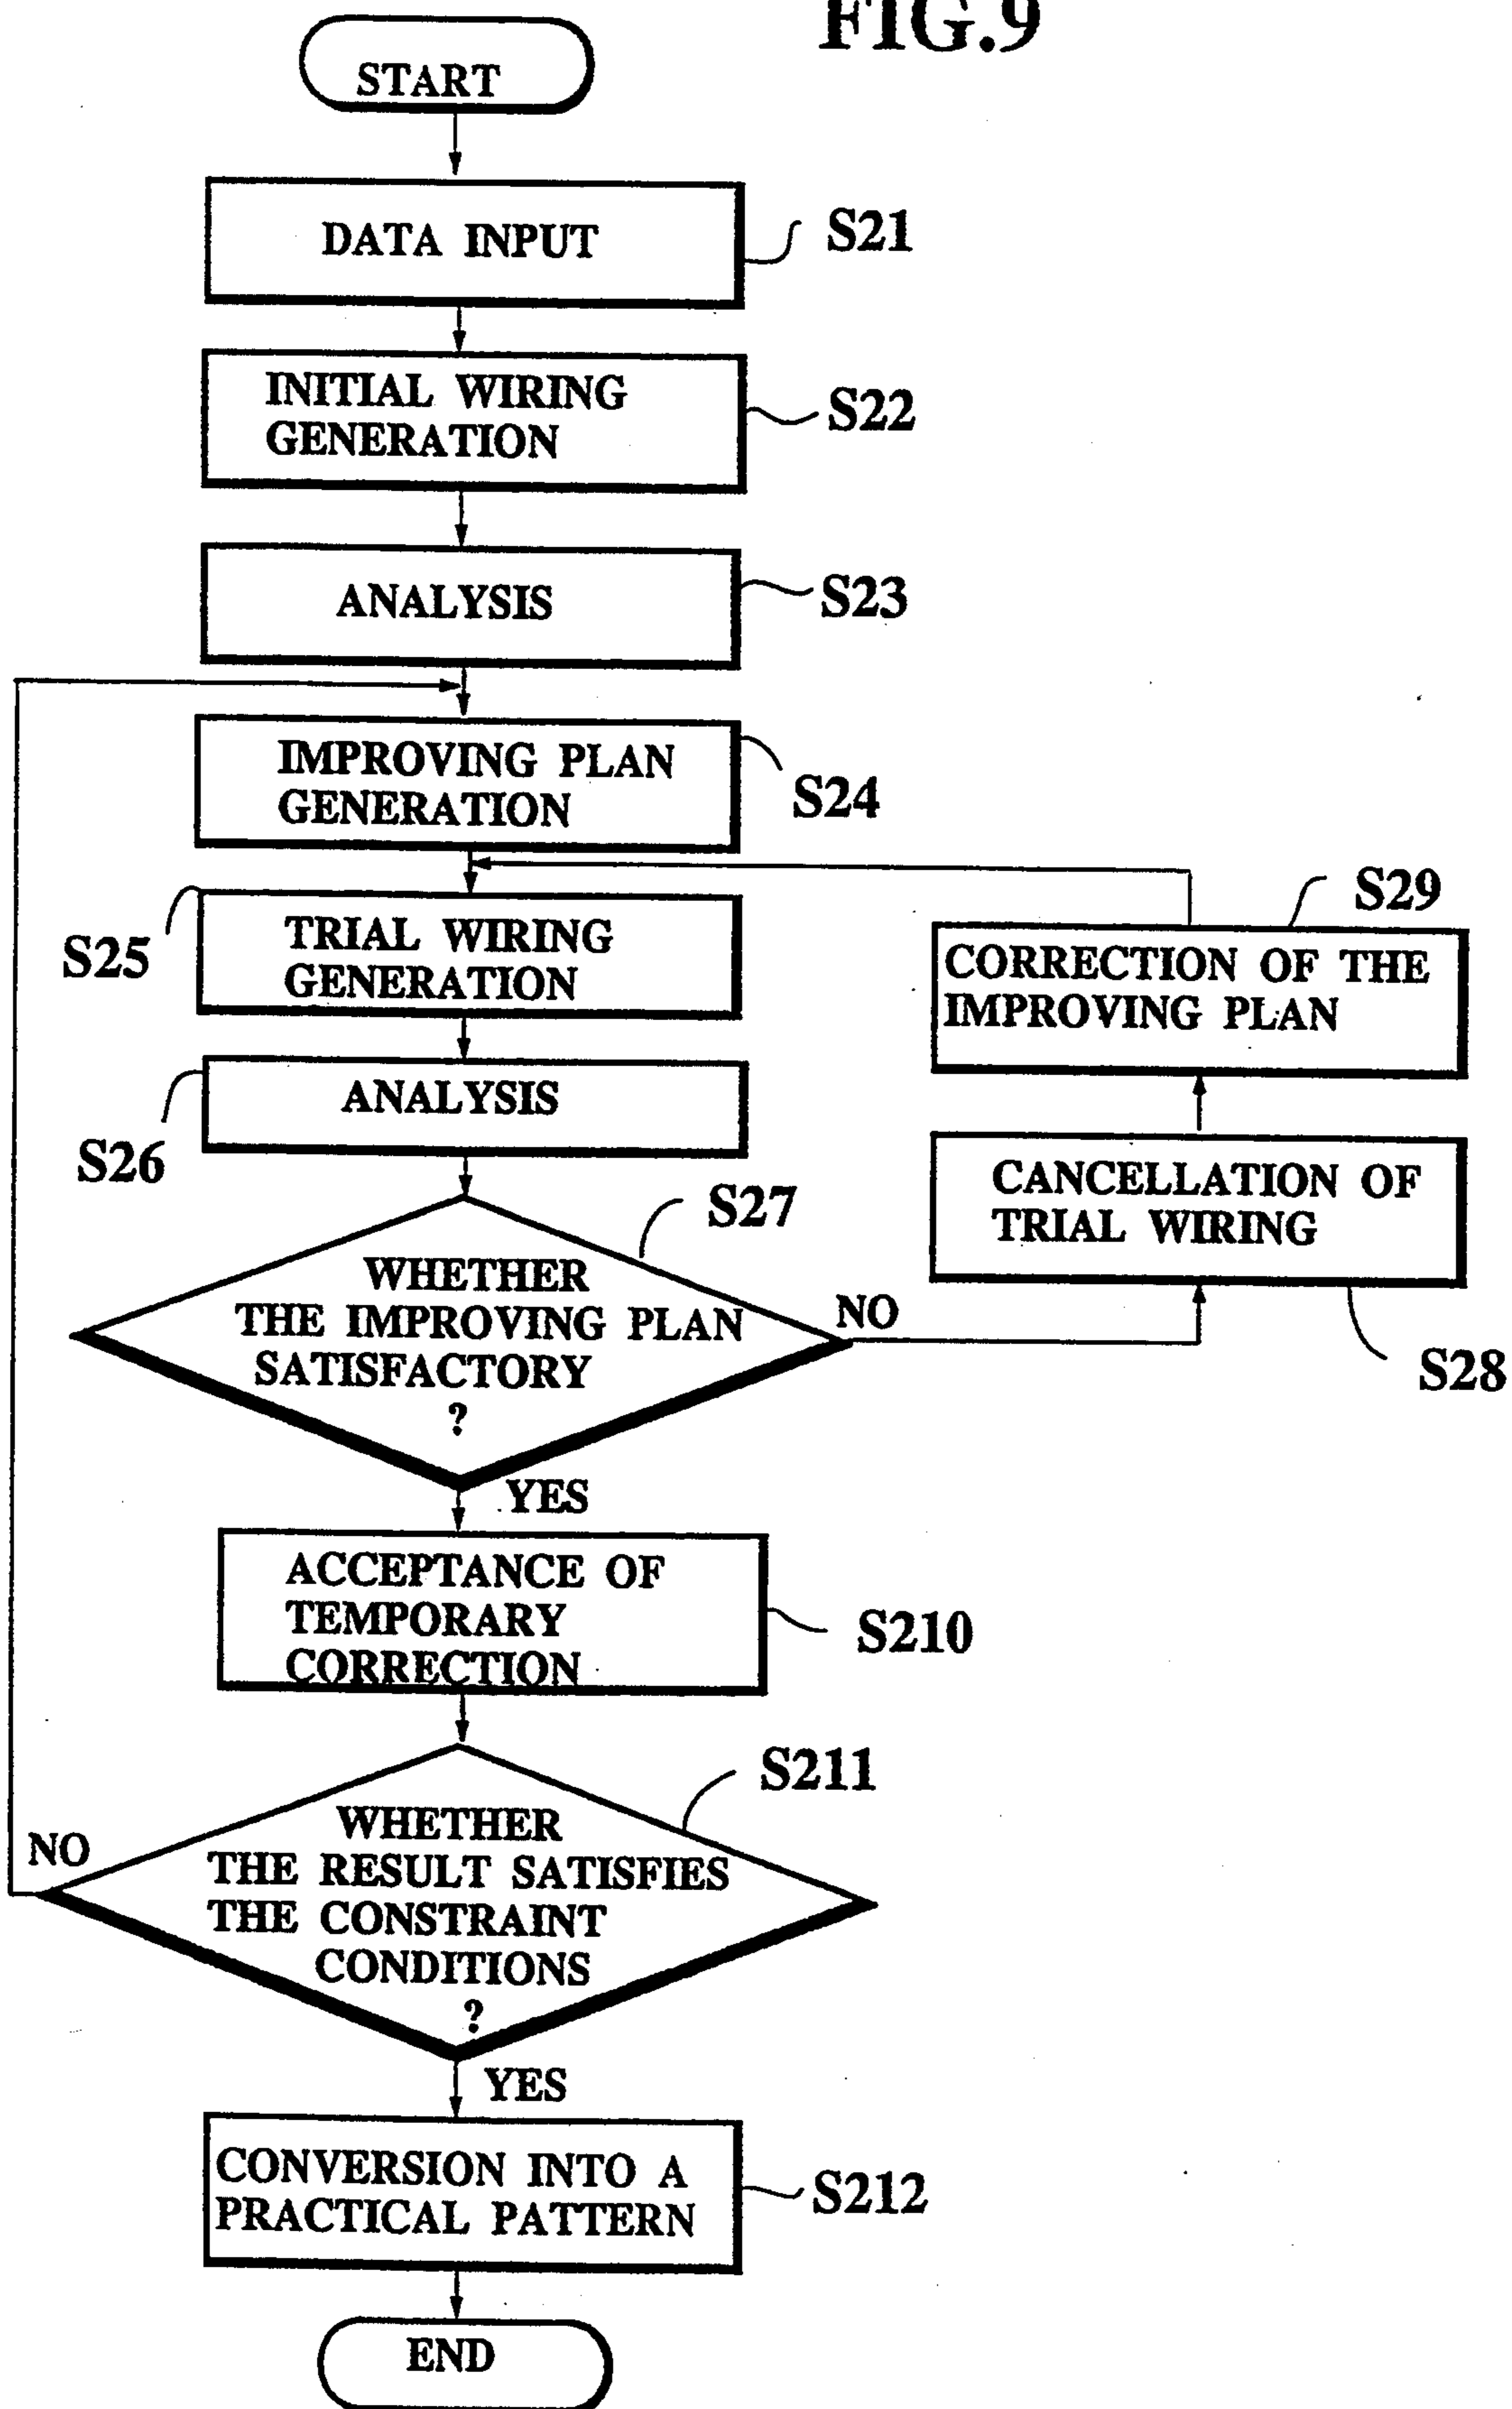 FIG.9
START
DATA INPUT
S21
INITIAL WIRING
GENERATION
S22
ANALYSIS
S23
IMPROVING PLAN
GENERATION
S24
S25
TRIAL WIRING
GENERATION
S29
CORRECTION OF THE
IMPROVING PLAN
S26
ANALYSIS
CANCELLATION OF
TRIAL WIRING
S28
S27
WHETHER
THE IMPROVING PLAN
SATISFACTORY
?
NO
YES
ACCEPTANCE OF
TEMPORARY
CORRECTION
S210
S211
WHETHER
THE RESULT SATISFIES
THE CONSTRAINT
CONDITIONS
?
NO
YES
CONVERSION INTO A
PRACTICAL PATTERN
S212
END